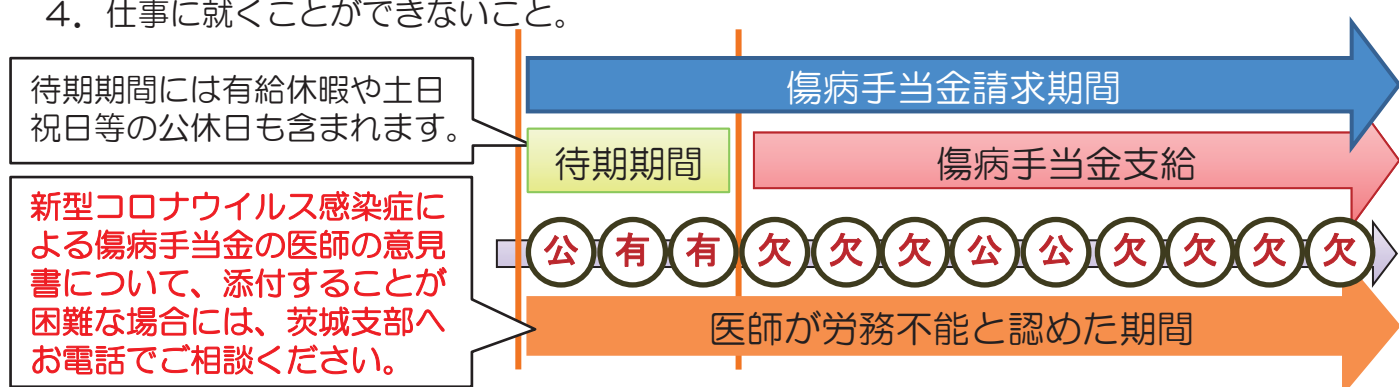 4．仕事に就くことができないこと。
待期期間には有給休暇や土日
祝日等の公休日も含まれます。
傷病手当金請求期間
待期期間
傷病手当金支給
新型コロナウイルス感染症に
よる傷病手当金の医師の意見
書について、添付することが
困難な場合には、茨城支部へ
お電話でご相談ください。
公 有 有 欠 欠 欠 公 公 欠 欠 欠 欠
医師が労務不能と認めた期間